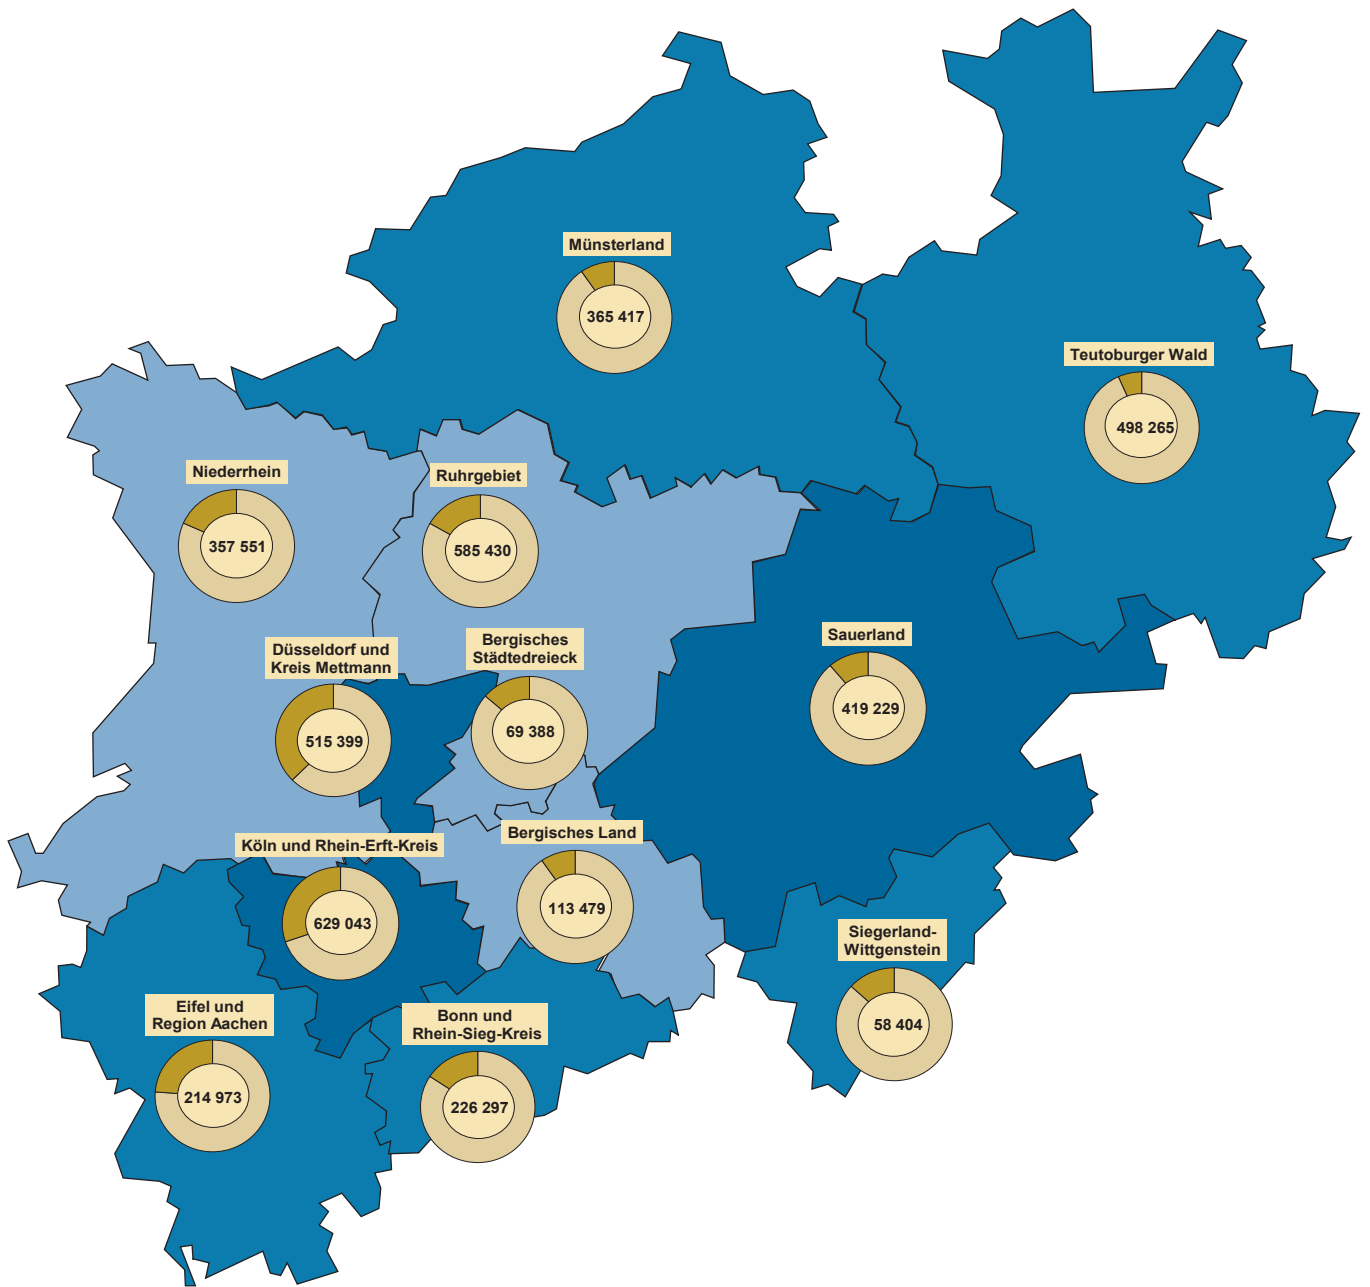 Münsterland
365 417
Teutoburger Wald
498 265
Niederrhein
357 551
Ruhrgebiet
585 430
Düsseldorf und
Kreis Mettmann
515 399
Bergisches
Städtedreieck
69 388
Sauerland
419 229
Köln und Rhein-Erft-Kreis
629 043
Bergisches Land
113 479
Siegerland-
Wittgenstein
58 404
Eifel und
Region Aachen
214 973
Bonn und
Rhein-Sieg-Kreis
226 297